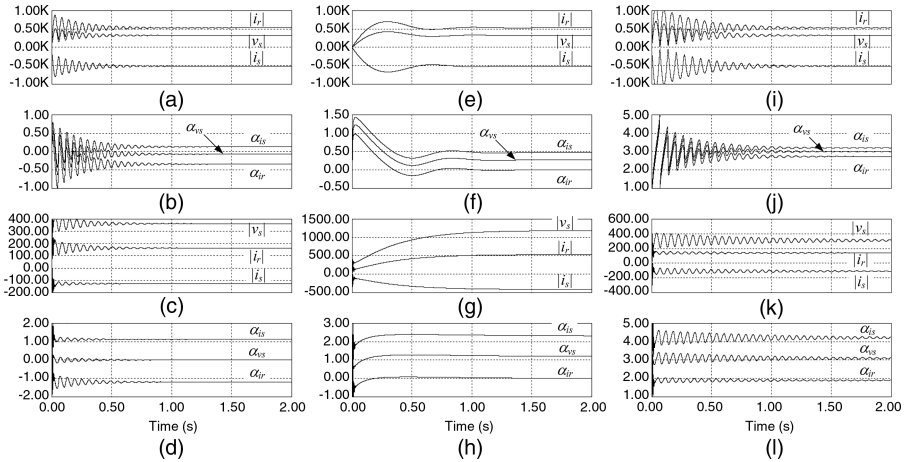 1.00K
0.50K
0.00K
-0.50K
-1.00K
|i_r|
|v_s|
|i_s|
(a)
1.00K
0.50K
0.00K
-0.50K
-1.00K
|i_r|
|v_s|
|i_s|
(e)
1.00K
0.50K
0.00K
-0.50K
-1.00K
|i_r|
|v_s|
|i_s|
(i)
1.00
0.50
0.00
-0.50
-1.00
α_vs
α_is
α_ir
(b)
1.50
1.00
0.50
0.00
-0.50
α_vs
α_is
α_ir
(f)
5.0
4.0
3.0
2.0
1.0
α_vs
α_is
α_ir
(j)
400.00
300.00
200.00
100.00
0.00
-100.00
-200.00
|v_s|
|i_r|
|i_s|
(c)
1500.00
1000.00
500.00
0.00
-500.00
|v_s|
|i_r|
|i_s|
(g)
600.00
400.00
200.00
0.00
-200.00
-400.00
|v_s|
|i_r|
|i_s|
(k)
2.00
1.00
0.00
-1.00
-2.00
α_is
α_vs
α_ir
0.00 0.50 1.00 1.50 2.00
Time (s)
(d)
3.00
2.00
1.00
0.00
-1.00
α_is
α_vs
α_ir
0.00 0.50 1.00 1.50 2.00
Time (s)
(h)
5.00
4.00
3.00
2.00
1.00
α_is
α_vs
α_ir
0.00 0.50 1.00 1.50 2.00
Time (s)
(l)